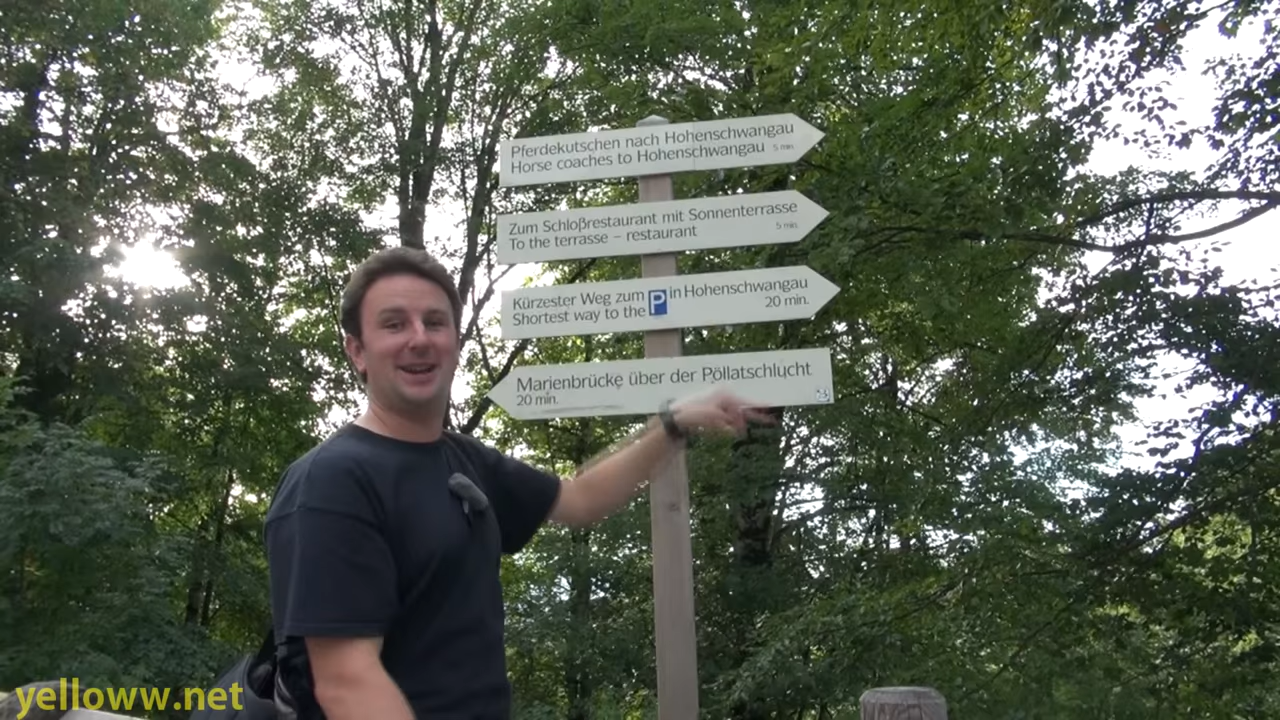 Pferdekutschen nach Hohenschwangau
Horse coaches to Hohenschwangau 5 min.
Zum Schloßrestaurant mit Sonnenterrasse
To the terrasse – restaurant 5 min.
Kürzester Weg zum P in Hohenschwangau
Shortest way to the 20 min.
Marienbrücke über der Pöllatschlucht
20 min.
yelloww.net